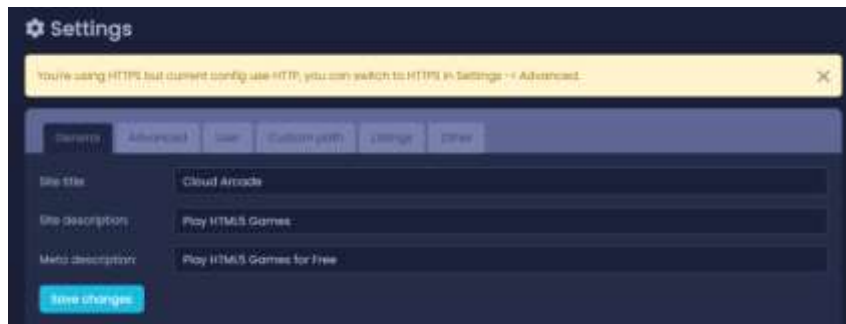 Settings
You're using HTTPS but current config use HTTP, you can switch to HTTPS in Settings -> Advanced.
General Advanced User Custom path Listings Other
Site title Cloud Arcade
Site description Play HTML5 Games
Meta description Play HTML5 Games for Free
Save changes